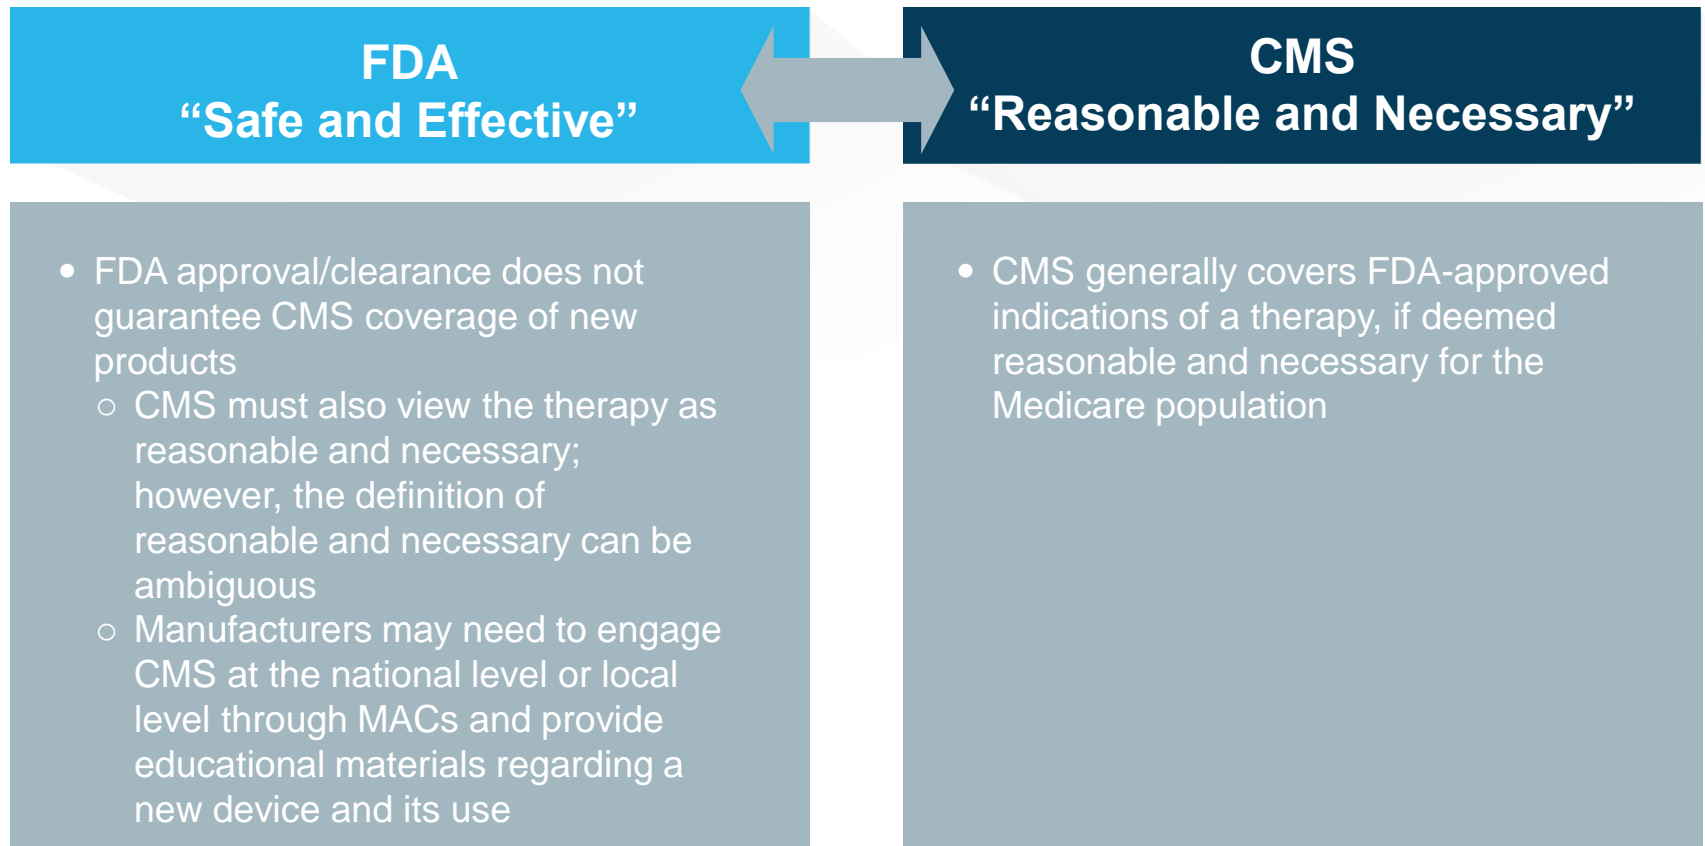 FDA
“Safe and Effective”
CMS
“Reasonable and Necessary”
• FDA approval/clearance does not
guarantee CMS coverage of new
products
○ CMS must also view the therapy as
reasonable and necessary;
however, the definition of
reasonable and necessary can be
ambiguous
○ Manufacturers may need to engage
CMS at the national level or local
level through MACs and provide
educational materials regarding a
new device and its use
• CMS generally covers FDA-approved
indications of a therapy, if deemed
reasonable and necessary for the
Medicare population